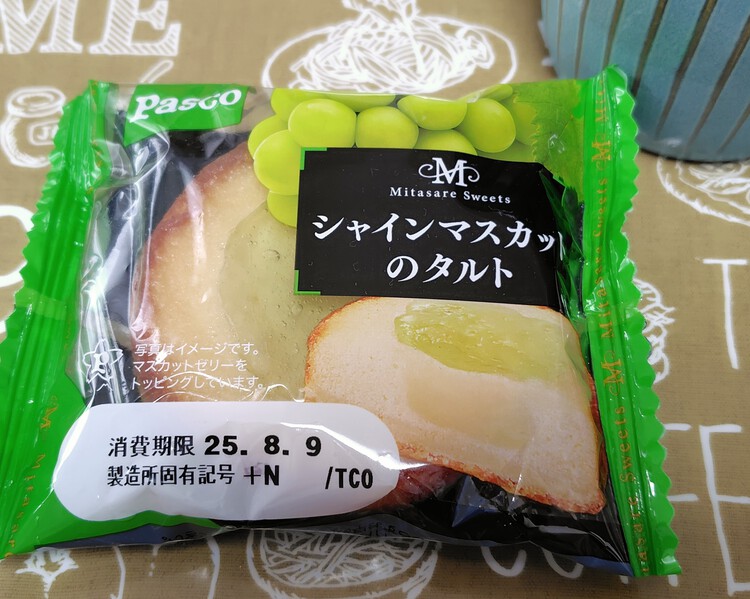 Pasco
M
Mitasare Sweets
シャインマスカット
のタルト
写真はイメージです。
マスカットゼリーを
トッピングしています。
消費期限 25. 8. 9
製造所固有記号 +N /TCO
M Mitasare Sweets M